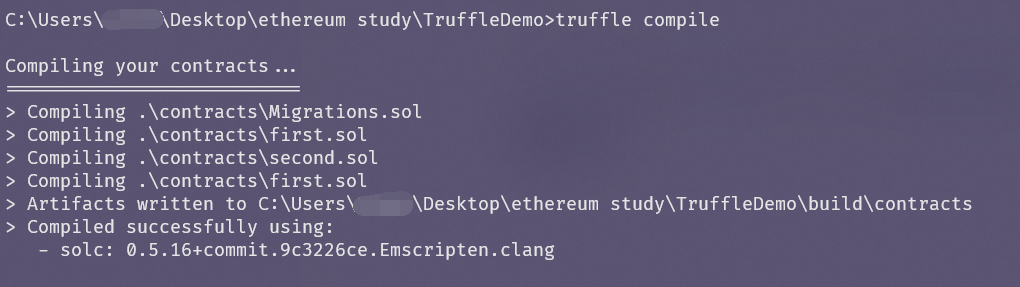 C:\Users\ \Desktop\ethereum study\TruffleDemo>truffle compile
Compiling your contracts...
===========================
> Compiling .\contracts\Migrations.sol
> Compiling .\contracts\first.sol
> Compiling .\contracts\second.sol
> Compiling .\contracts\first.sol
> Artifacts written to C:\Users\ \Desktop\ethereum study\TruffleDemo\build\contracts
> Compiled successfully using:
- solc: 0.5.16+commit.9c3226ce.Emscripten.clang